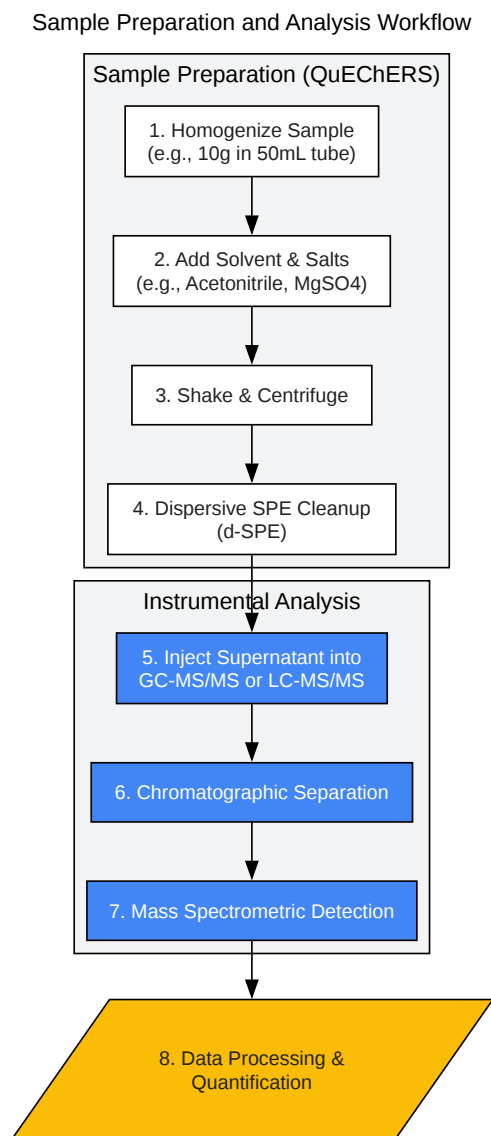 Sample Preparation and Analysis Workflow
Sample Preparation (QuEChERS)
1. Homogenize Sample
(e.g., 10g in 50mL tube)
2. Add Solvent & Salts
(e.g., Acetonitrile, MgSO4)
3. Shake & Centrifuge
4. Dispersive SPE Cleanup
(d-SPE)
Instrumental Analysis
5. Inject Supernatant into
GC-MS/MS or LC-MS/MS
6. Chromatographic Separation
7. Mass Spectrometric Detection
8. Data Processing &
Quantification